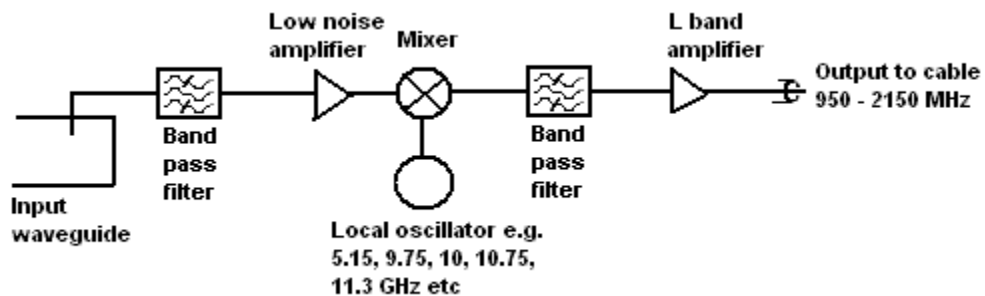 Low noise
amplifier
Mixer
L band
amplifier
Output to cable
950 - 2150 MHz
Band
pass
filter
Band
pass
filter
Input
waveguide
Local oscillator e.g.
5.15, 9.75, 10, 10.75,
11.3 GHz etc